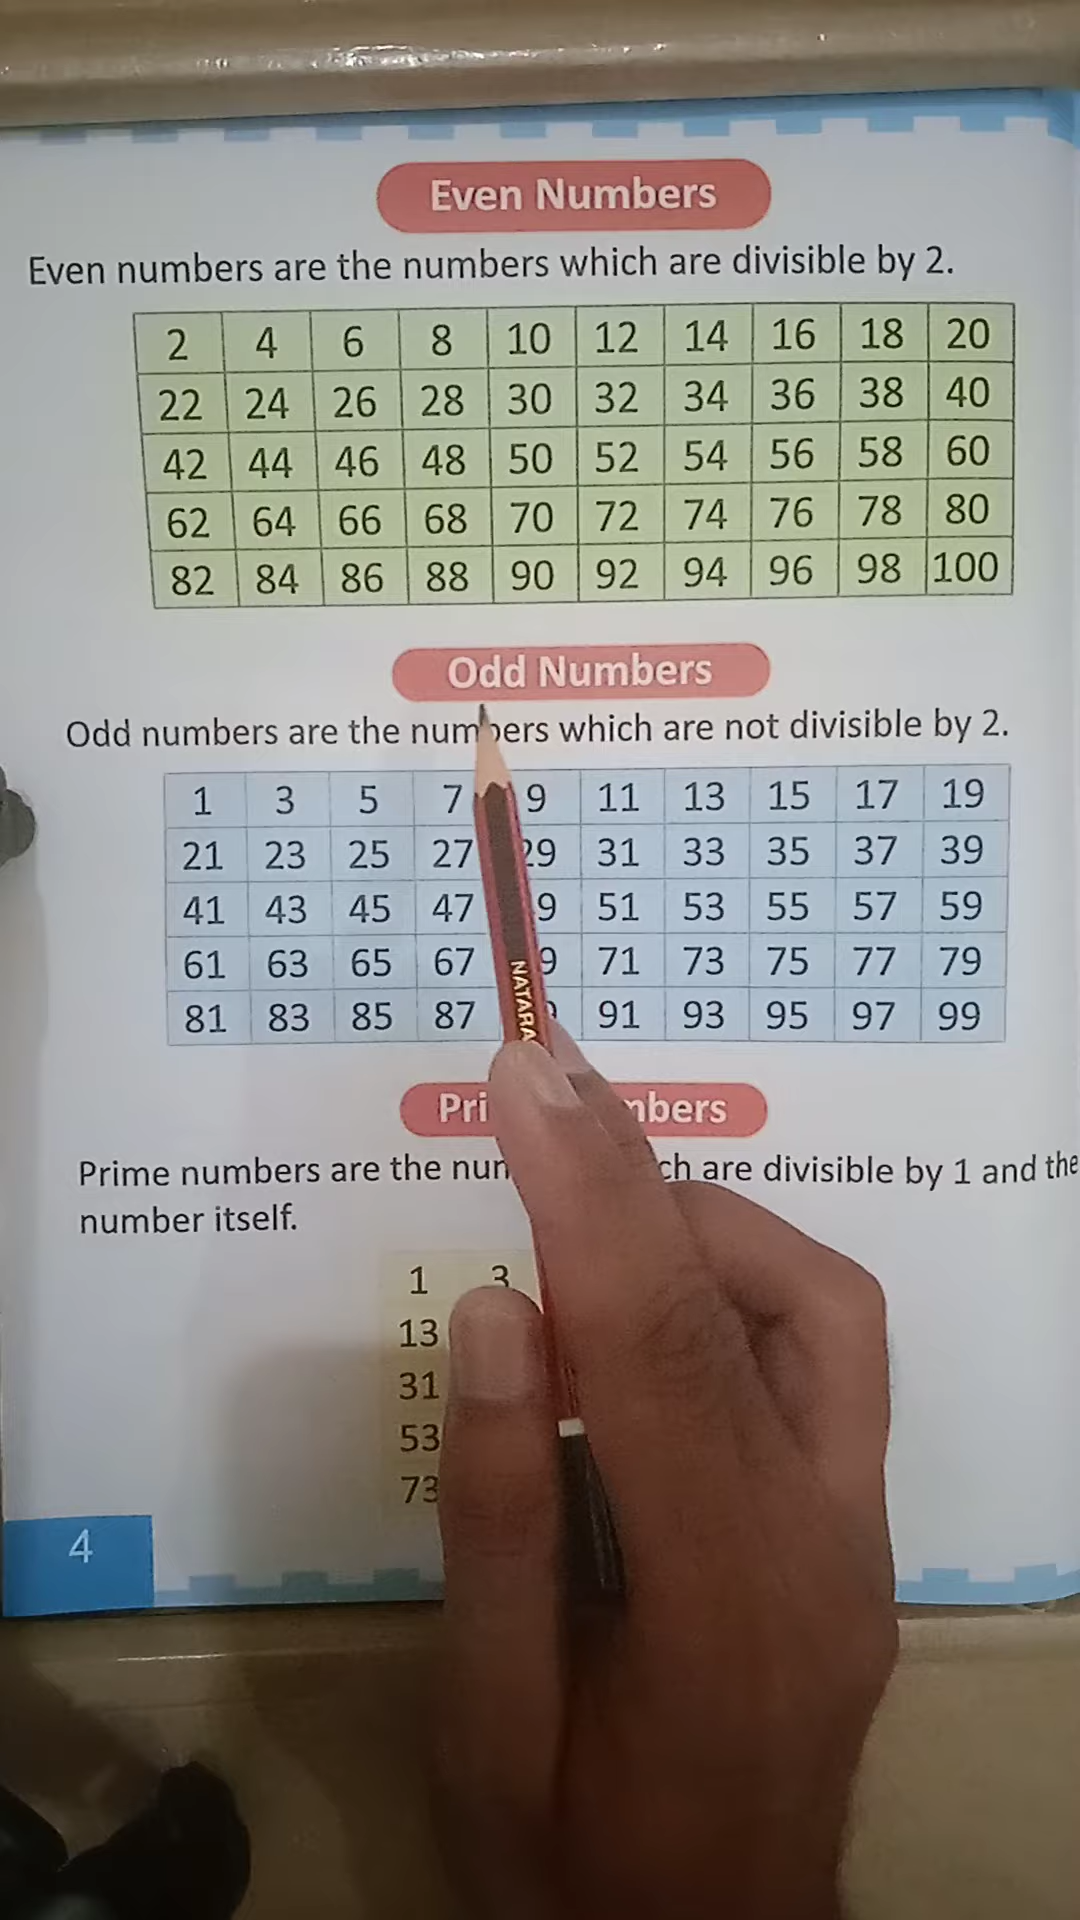 Even Numbers
Even numbers are the numbers which are divisible by 2.
2 4 6 8 10 12 14 16 18 20
22 24 26 28 30 32 34 36 38 40
42 44 46 48 50 52 54 56 58 60
62 64 66 68 70 72 74 76 78 80
82 84 86 88 90 92 94 96 98 100
Odd Numbers
Odd numbers are the numbers which are not divisible by 2.
1 3 5 7 9 11 13 15 17 19
21 23 25 27 29 31 33 35 37 39
41 43 45 47 51 53 55 57 59
61 63 65 67 71 73 75 77 79
81 83 85 87 91 93 95 97 99
NATARA
Prime numbers are the are divisible by 1 and the
number itself.
1 3
13
31
53
73
4